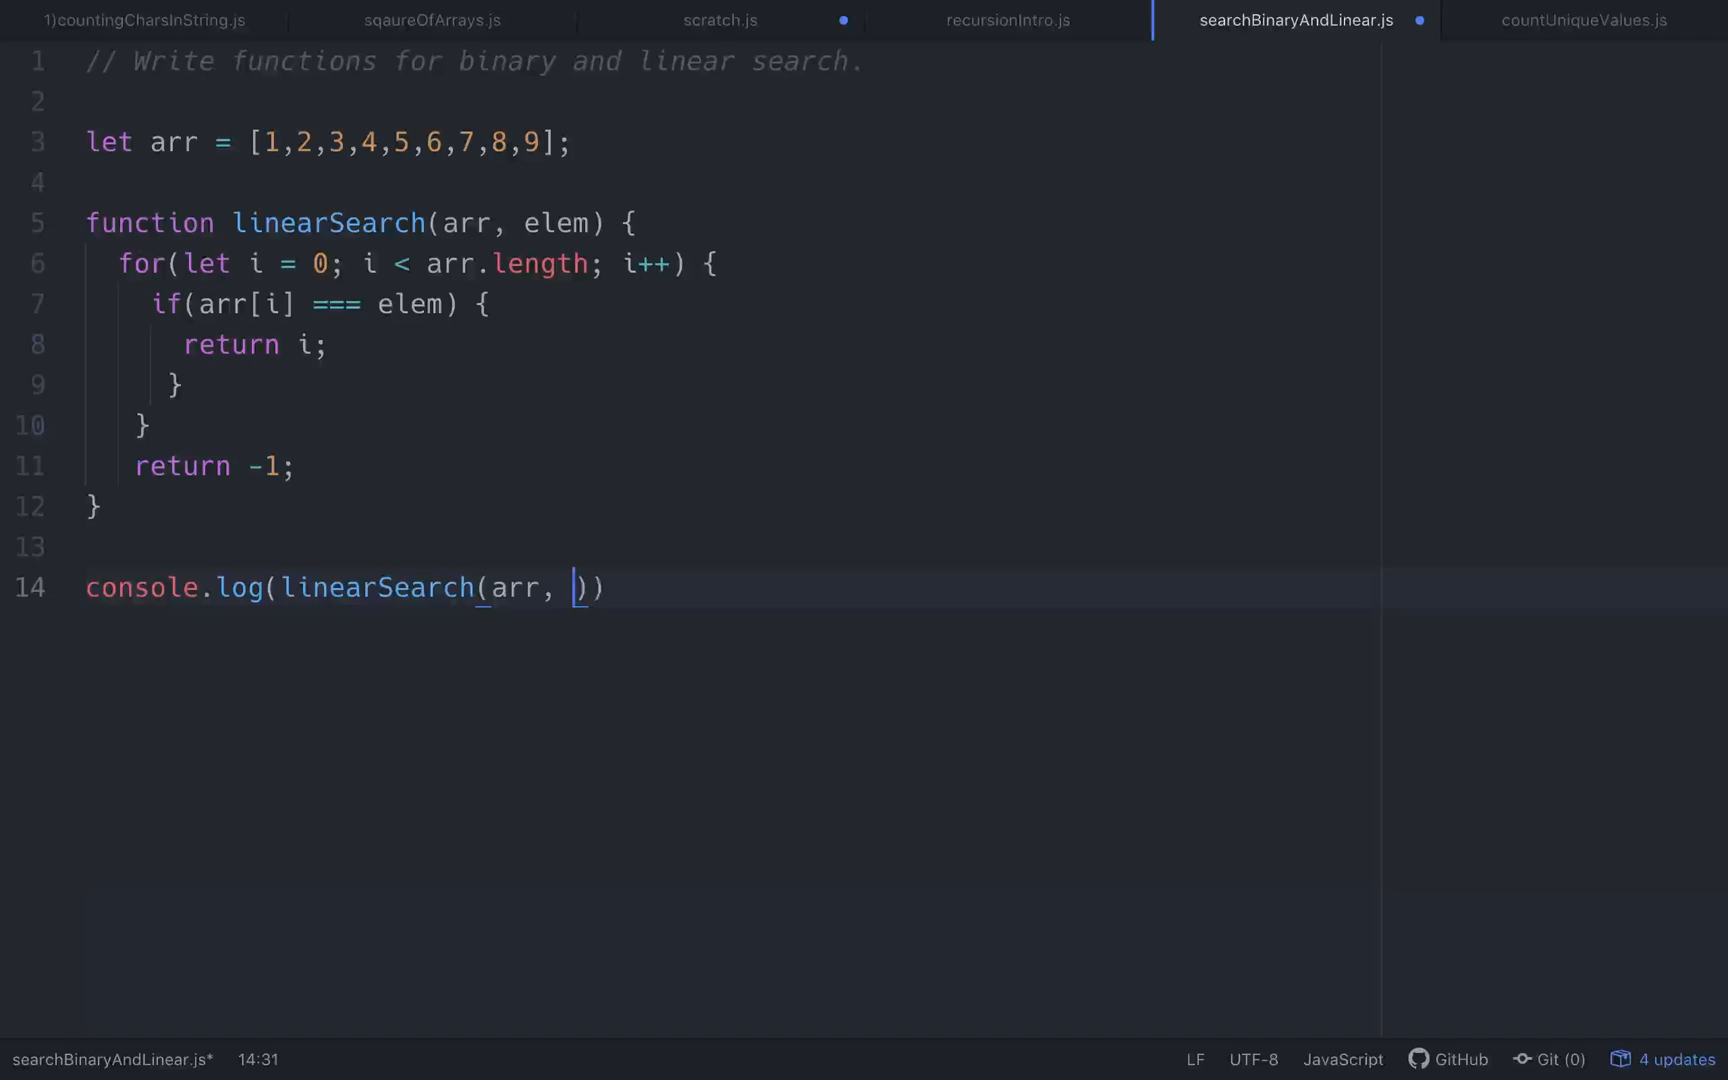 1)countingCharsInString.js sqaureOfArrays.js scratch.js recursionIntro.js searchBinaryAndLinear.js countUniqueValues.js
1 // Write functions for binary and linear search.
2
3 let arr = [1,2,3,4,5,6,7,8,9];
4
5 function linearSearch(arr, elem) {
6 for(let i = 0; i < arr.length; i++) {
7 if(arr[i] === elem) {
8 return i;
9 }
10 }
11 return -1;
12 }
13
14 console.log(linearSearch(arr, ))
searchBinaryAndLinear.js* 14:31 LF UTF-8 JavaScript GitHub Git (0) 4 updates